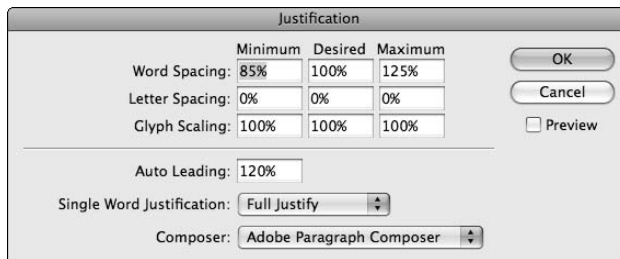 Justification
Minimum Desired Maximum
Word Spacing: 85% 100% 125%
OK
Letter Spacing: 0% 0% 0%
Cancel
Glyph Scaling: 100% 100% 100%
Preview
Auto Leading: 120%
Single Word Justification: Full Justify
Composer: Adobe Paragraph Composer